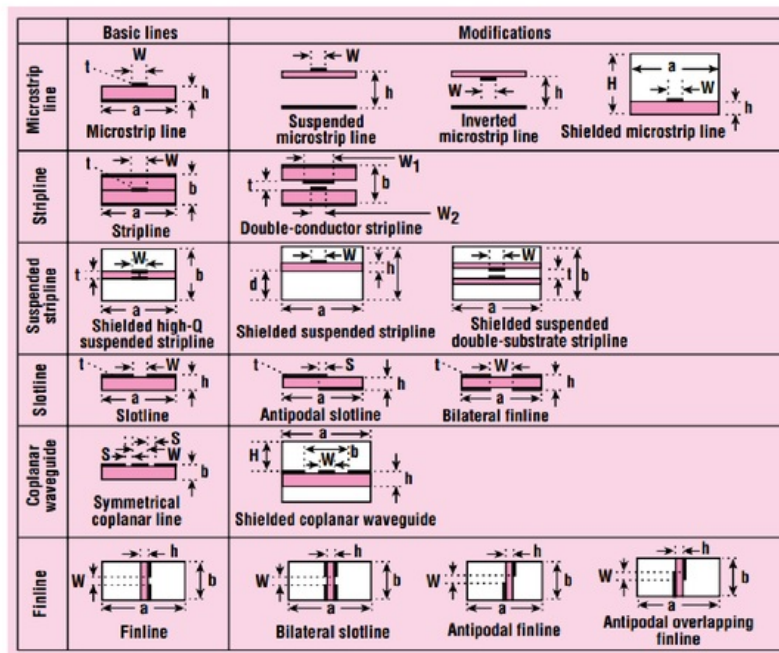 Basic lines
Modifications
Microstrip line
W
t
h
a
Microstrip line
W
h
Suspended microstrip line
W
h
Inverted microstrip line
a
H
W
h
Shielded microstrip line
Stripline
t
W
b
a
Stripline
W1
t
b
W2
Double-conductor stripline
Suspended stripline
W
t
b
a
Shielded high-Q suspended stripline
W
h
d
a
Shielded suspended stripline
W
t
b
a
Shielded suspended double-substrate stripline
Slotline
t
W
h
a
Slotline
S
t
h
a
Antipodal slotline
t
W
h
a
Bilateral finline
Coplanar waveguide
S
S
W
b
Symmetrical coplanar line
a
H
b
W
h
Shielded coplanar waveguide
Finline
h
W
b
a
Finline
h
W
b
a
Bilateral slotline
h
W
b
a
Antipodal finline
h
W
b
a
Antipodal overlapping finline